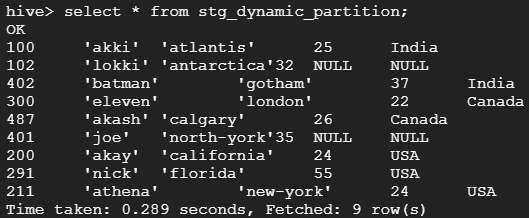 hive> select * from stg_dynamic_partition;
OK
100 'akki' 'atlantis' 25 India
102 'lokki' 'antarctica'32 NULL NULL
402 'batman' 'gotham' 37 India
300 'eleven' 'london' 22 Canada
487 'akash' 'calgary' 26 Canada
401 'joe' 'north-york'35 NULL NULL
200 'akay' 'california' 24 USA
291 'nick' 'florida' 55 USA
211 'athena' 'new-york' 24 USA
Time taken: 0.289 seconds, Fetched: 9 row(s)